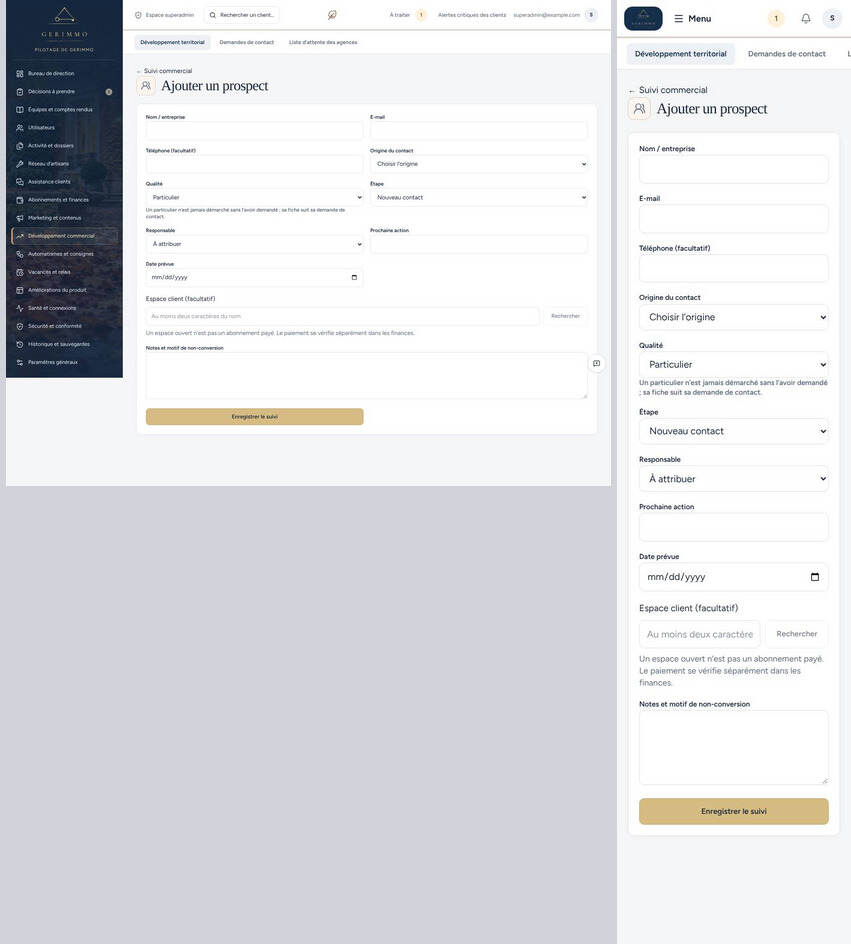 GERIMMO
PILOTAGE DE GERIMMO
Bureau de direction
Décisions à prendre
Équipes et comptes rendus
Utilisateurs
Activité et dossiers
Réseau d'artisans
Assistance clients
Abonnements et finances
Marketing et contenus
Développement commercial
Automatismes et consignes
Vacances et relais
Améliorations du produit
Santé et connexions
Sécurité et conformité
Historique et sauvegardes
Paramètres généraux
Espace superadmin
Rechercher un client...
À traiter 1
Alertes critiques des clients
superadmin@example.com
S
Développement territorial
Demandes de contact
Liste d'attente des agences
← Suivi commercial
Ajouter un prospect
Nom / entreprise
E-mail
Téléphone (facultatif)
Origine du contact
Choisir l'origine
Qualité
Particulier
Un particulier n'est jamais démarché sans l'avoir demandé ; sa fiche suit sa demande de
contact.
Étape
Nouveau contact
Responsable
À attribuer
Prochaine action
Date prévue
mm/dd/yyyy
Espace client (facultatif)
Au moins deux caractères du nom
Rechercher
Un espace ouvert n'est pas un abonnement payé. Le paiement se vérifie séparément dans les finances.
Notes et motif de non-conversion
Enregistrer le suivi
Menu
1
S
Développement territorial
Demandes de contact
L
← Suivi commercial
Ajouter un prospect
Nom / entreprise
E-mail
Téléphone (facultatif)
Origine du contact
Choisir l'origine
Qualité
Particulier
Un particulier n'est jamais démarché sans l'avoir demandé
; sa fiche suit sa demande de contact.
Étape
Nouveau contact
Responsable
À attribuer
Prochaine action
Date prévue
mm/dd/yyyy
Espace client (facultatif)
Au moins deux caractère
Rechercher
Un espace ouvert n'est pas un abonnement payé.
Le paiement se vérifie séparément dans les
finances.
Notes et motif de non-conversion
Enregistrer le suivi